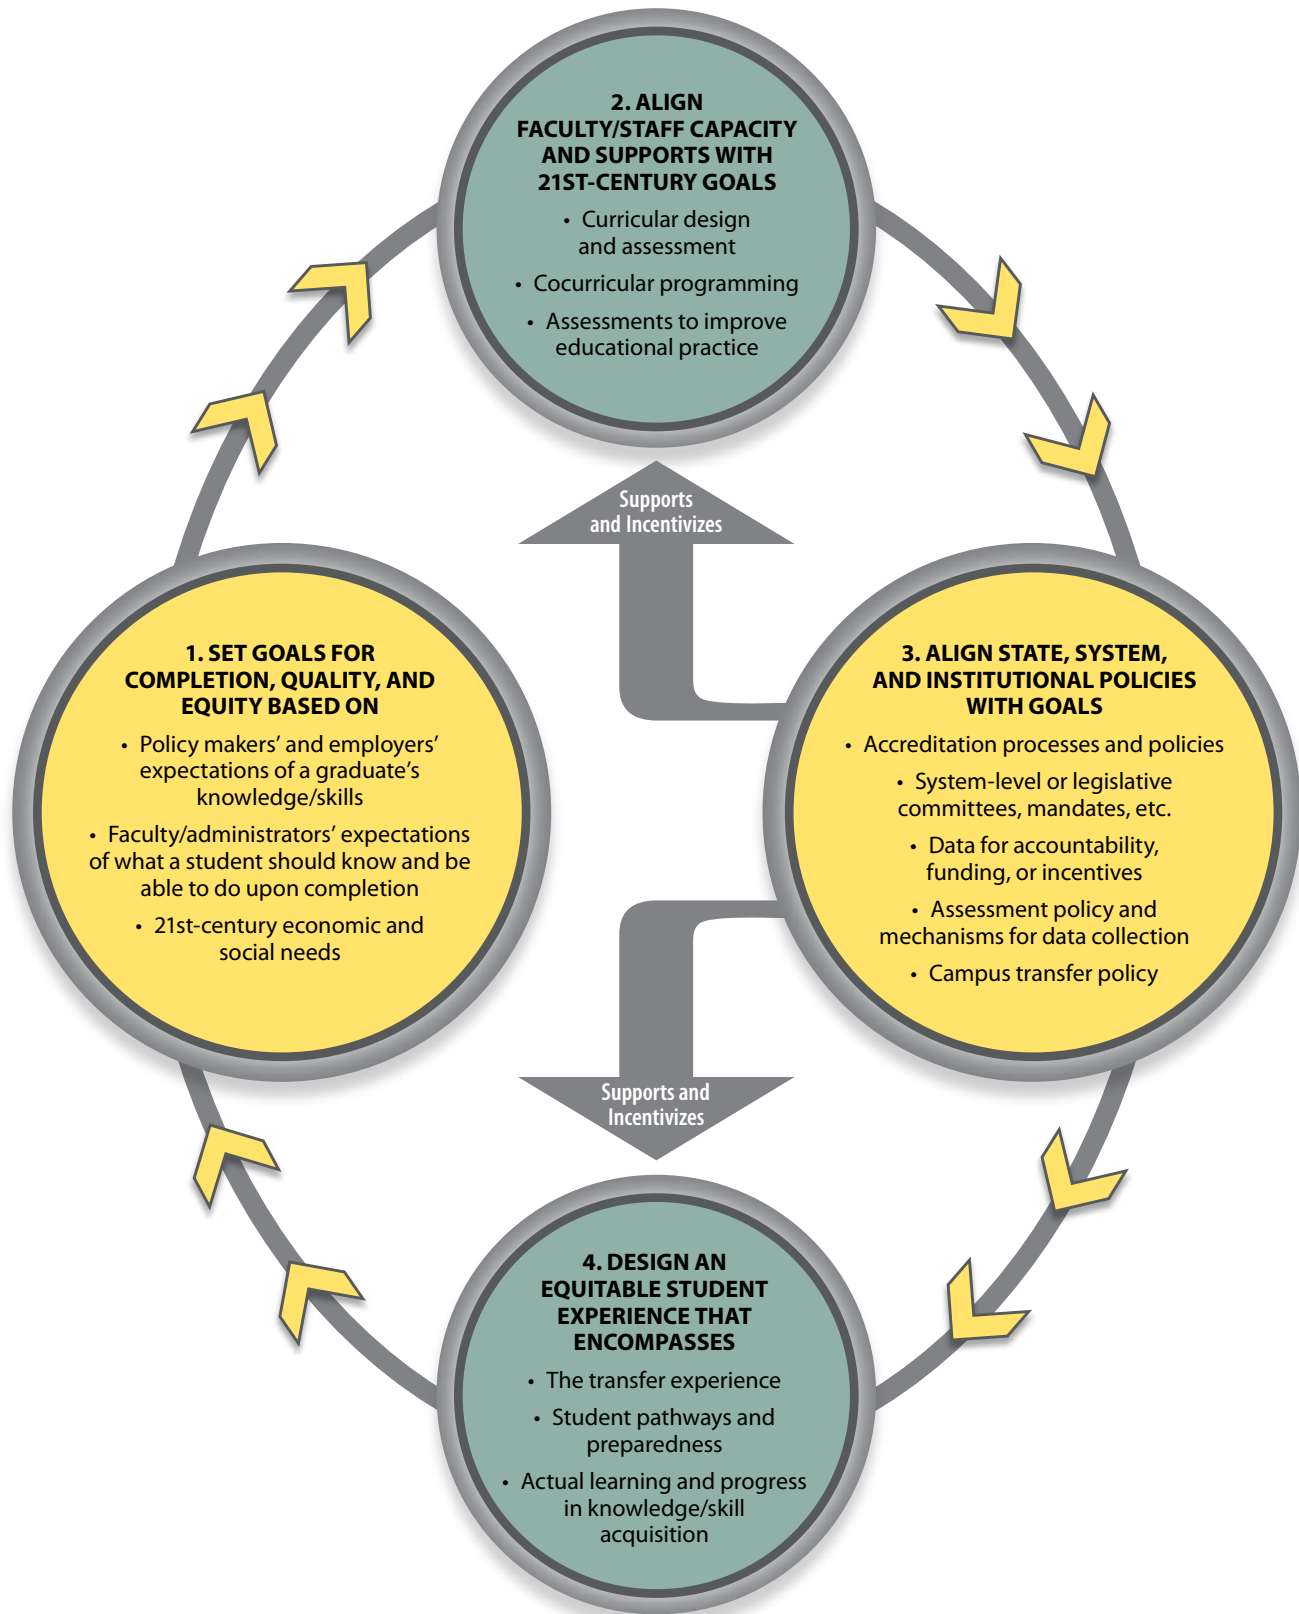 2. ALIGN
FACULTY/STAFF CAPACITY
AND SUPPORTS WITH
21ST-CENTURY GOALS
• Curricular design
and assessment
• Cocurricular programming
• Assessments to improve
educational practice
Supports
and Incentivizes
1. SET GOALS FOR
COMPLETION, QUALITY, AND
EQUITY BASED ON
• Policy makers’ and employers’
expectations of a graduate’s
knowledge/skills
• Faculty/administrators’ expectations
of what a student should know and be
able to do upon completion
• 21st-century economic and
social needs
3. ALIGN STATE, SYSTEM,
AND INSTITUTIONAL POLICIES
WITH GOALS
• Accreditation processes and policies
• System-level or legislative
committees, mandates, etc.
• Data for accountability,
funding, or incentives
• Assessment policy and
mechanisms for data collection
• Campus transfer policy
Supports and
Incentivizes
4. DESIGN AN
EQUITABLE STUDENT
EXPERIENCE THAT
ENCOMPASSES
• The transfer experience
• Student pathways and
preparedness
• Actual learning and progress
in knowledge/skill
acquisition